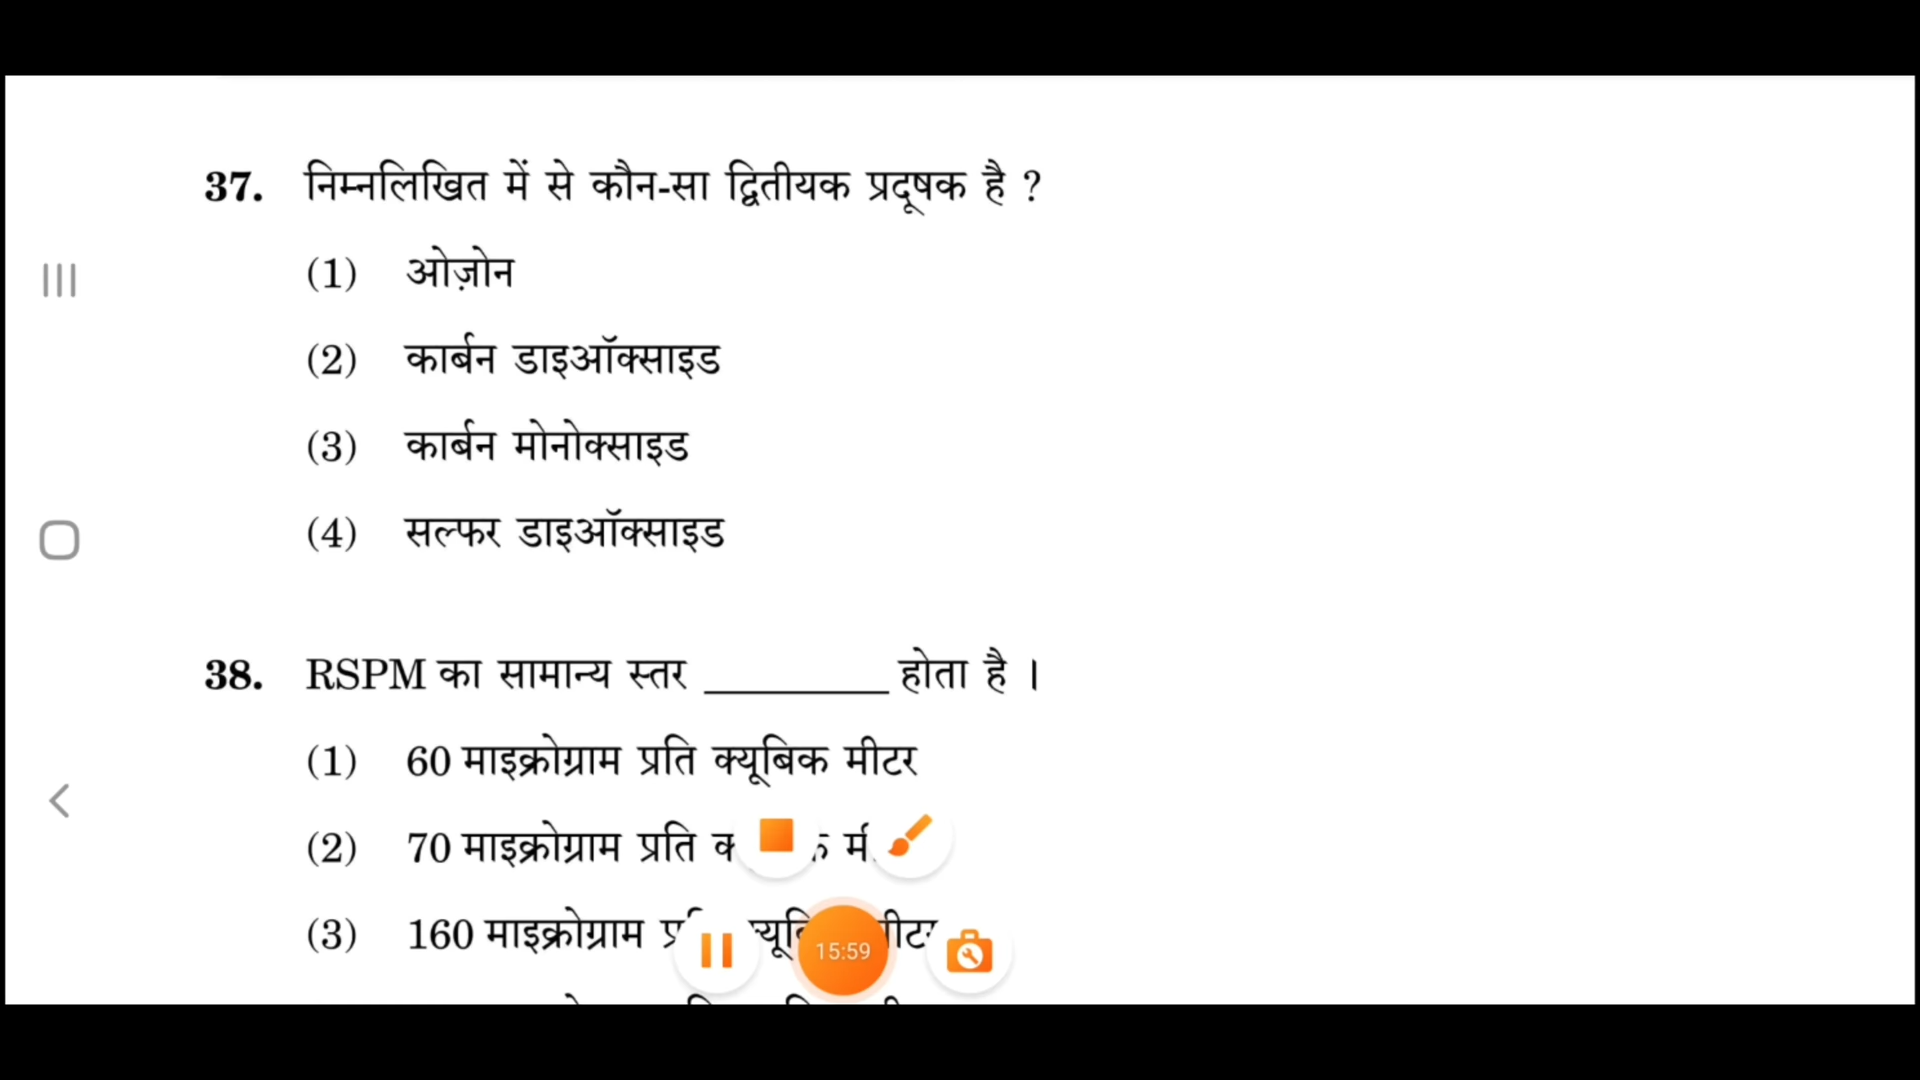 37. निम्नलिखित में से कौन-सा द्वितीयक प्रदूषक है ?
(1) ओज़ोन
(2) कार्बन डाइऑक्साइड
(3) कार्बन मोनोक्साइड
(4) सल्फर डाइऑक्साइड
38. RSPM का सामान्य स्तर ________ होता है ।
(1) 60 माइक्रोग्राम प्रति क्यूबिक मीटर
(2) 70 माइक्रोग्राम प्रति
(3) 160 माइक्रोग्राम
15:59